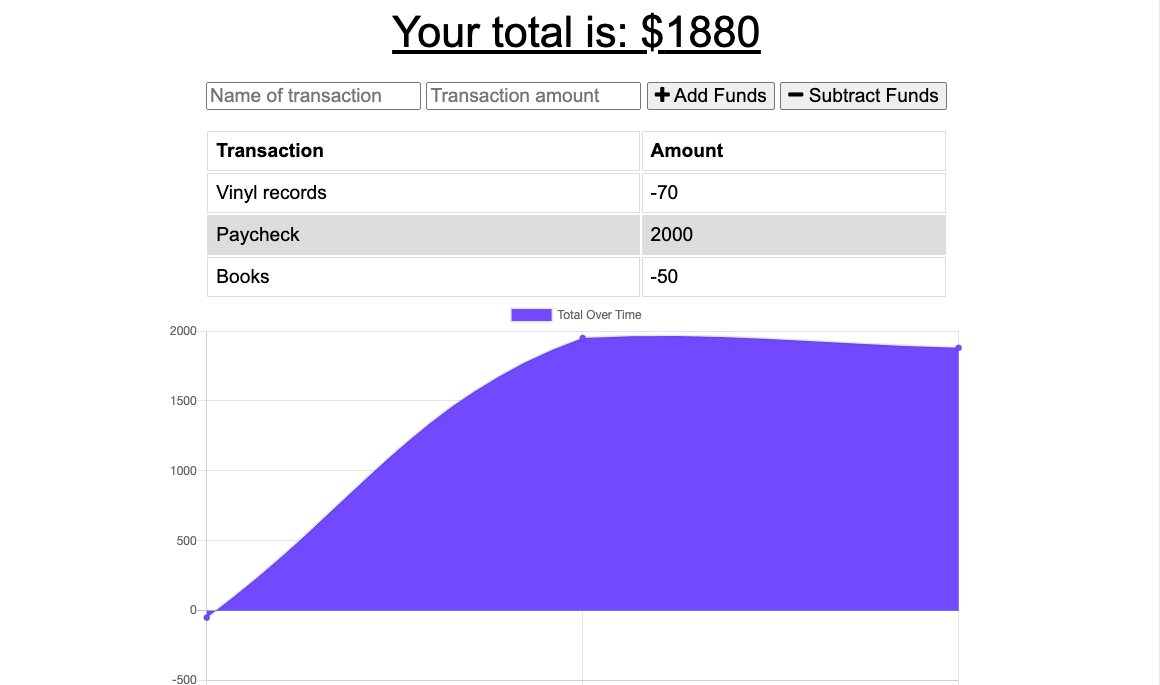 Your total is: $1880
Name of transaction Transaction amount + Add Funds − Subtract Funds
Transaction Amount
Vinyl records -70
Paycheck 2000
Books -50
Total Over Time
2000
1500
1000
500
0
-500